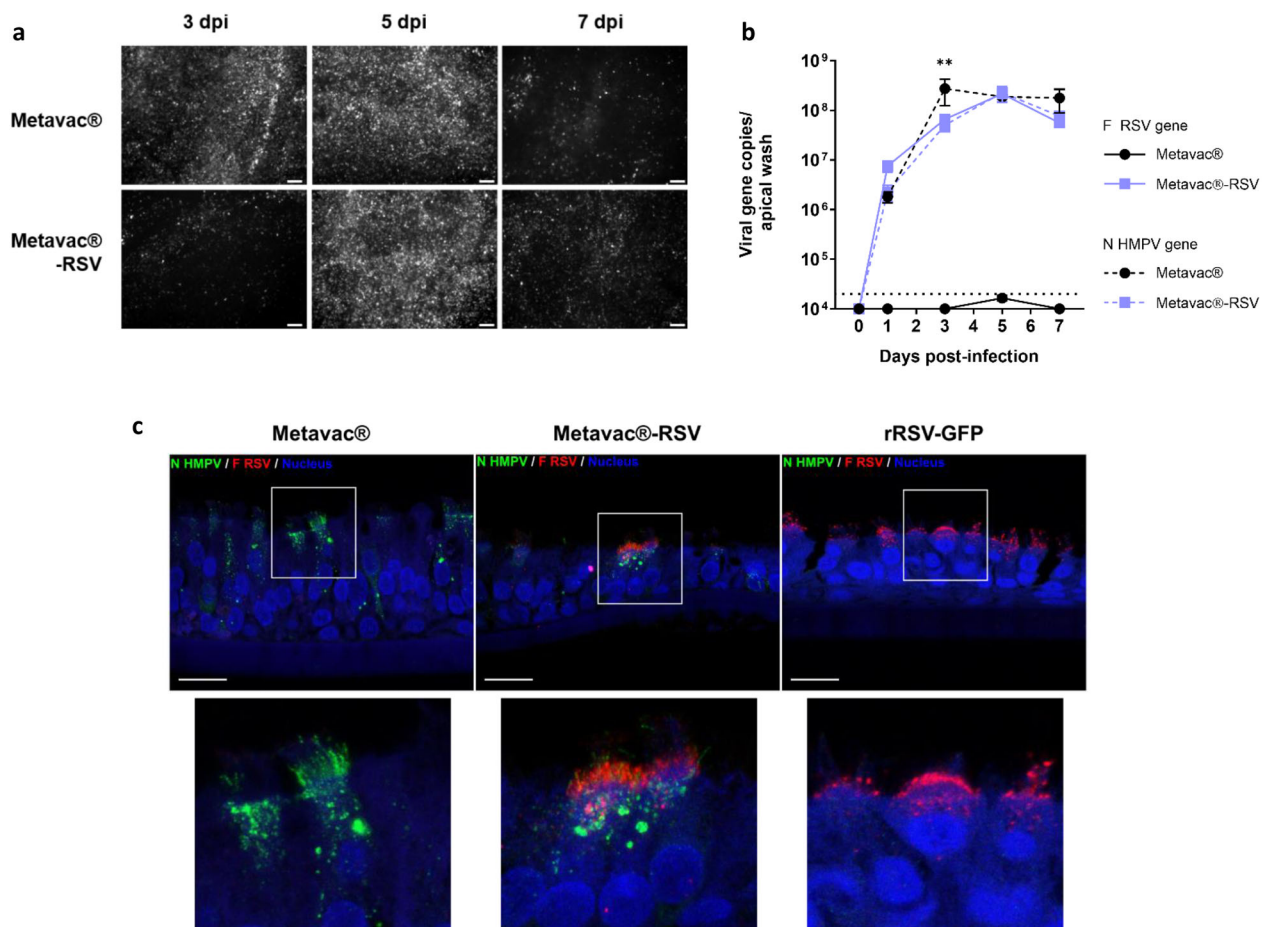 a
3 dpi 5 dpi 7 dpi
Metavac®
Metavac®
-RSV
b
**
10⁹
10⁸
10⁷
10⁶
10⁵
10⁴
Viral gene copies/
apical wash
0 1 2 3 4 5 6 7
Days post-infection
F RSV gene
Metavac®
Metavac®-RSV
N HMPV gene
Metavac®
Metavac®-RSV
c
Metavac® Metavac®-RSV rRSV-GFP
N HMPV / F RSV / Nucleus N HMPV / F RSV / Nucleus N HMPV / F RSV / Nucleus